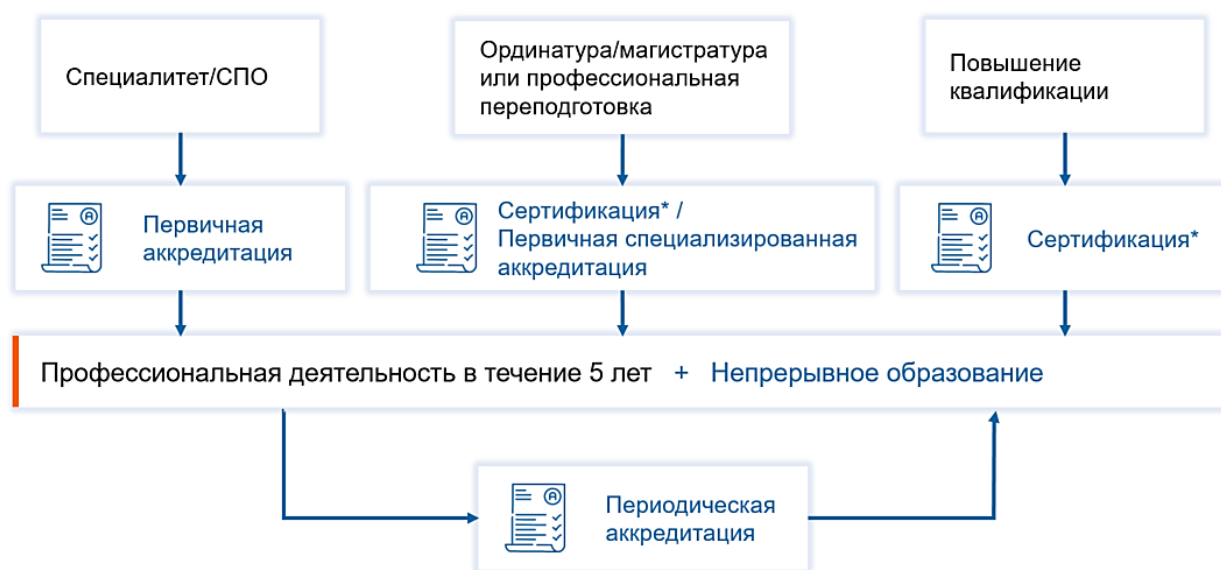 Специалитет/СПО
Ординатура/магистратура
или профессиональная
переподготовка
Повышение
квалификации
Первичная
аккредитация
Сертификация* /
Первичная специализированная
аккредитация
Сертификация*
Профессиональная деятельность в течение 5 лет + Непрерывное образование
Периодическая
аккредитация